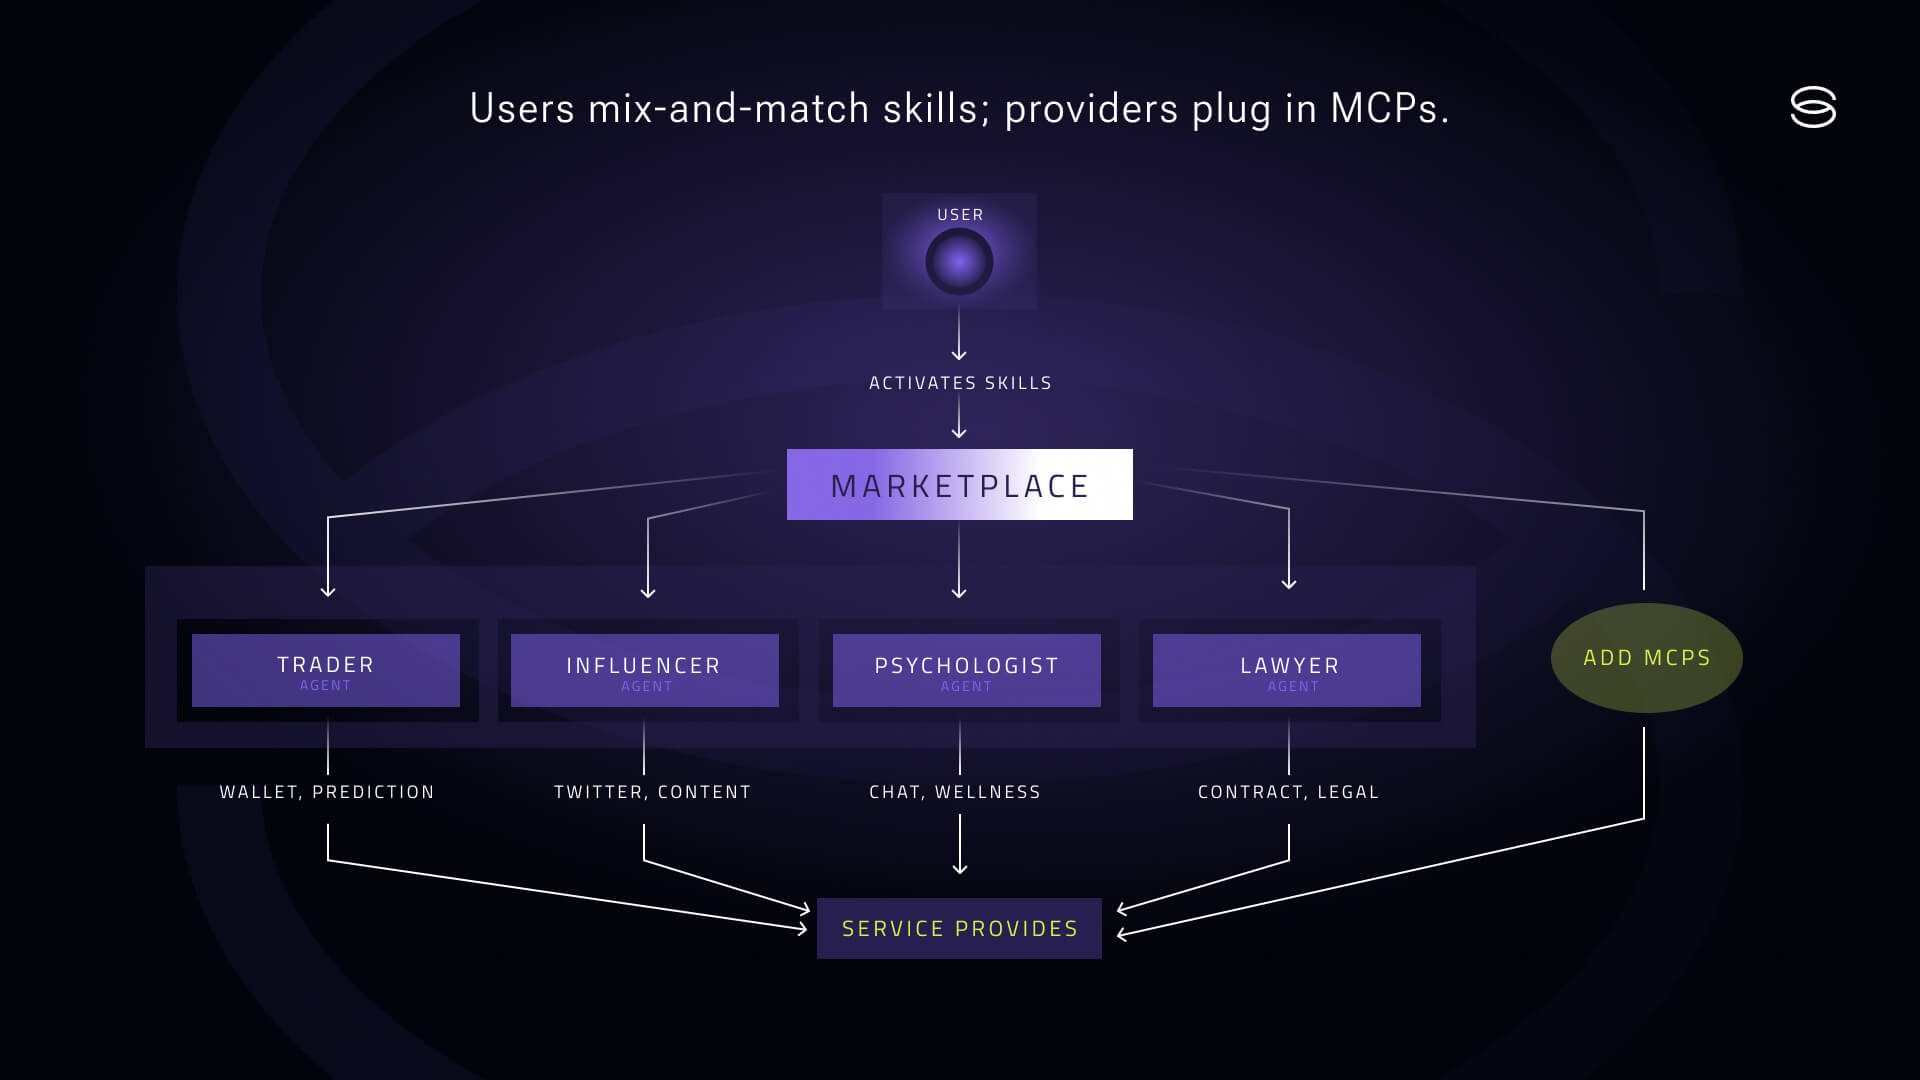 Users mix-and-match skills; providers plug in MCPs.
USER
ACTIVATES SKILLS
MARKETPLACE
TRADER
AGENT
INFLUENCER
AGENT
PSYCHOLOGIST
AGENT
LAWYER
AGENT
ADD MCPS
WALLET, PREDICTION
TWITTER, CONTENT
CHAT, WELLNESS
CONTRACT, LEGAL
SERVICE PROVIDES